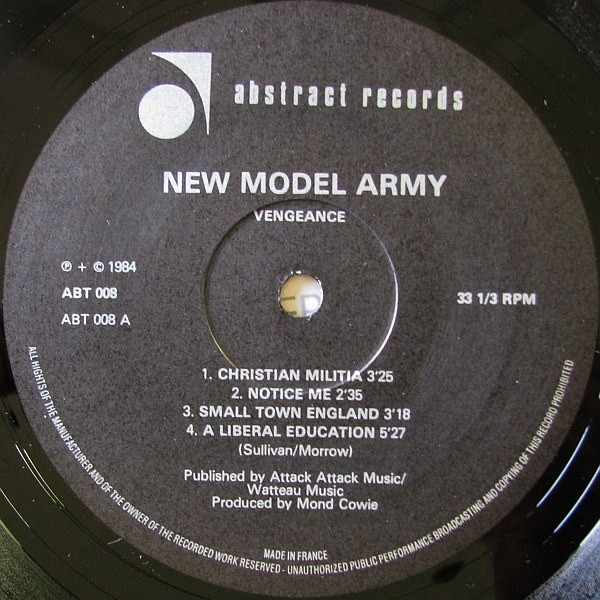 abstract records
NEW MODEL ARMY
VENGEANCE
℗ + © 1984
ABT 008
ABT 008 A
33 1/3 RPM
1. CHRISTIAN MILITIA 3'25
2. NOTICE ME 2'35
3. SMALL TOWN ENGLAND 3'18
4. A LIBERAL EDUCATION 5'27
(Sullivan/Morrow)
Published by Attack Attack Music/
Watteau Music
Produced by Mond Cowie
MADE IN FRANCE
ALL HIGHTS OF THE MANUFACTURER AND OF THE OWNER OF THE RECORDED WORK RESERVED - UNAUTHORIZED PUBLIC PERFORMANCE BROADCASTING AND COPYING OF THIS RECORD PROHIBITED